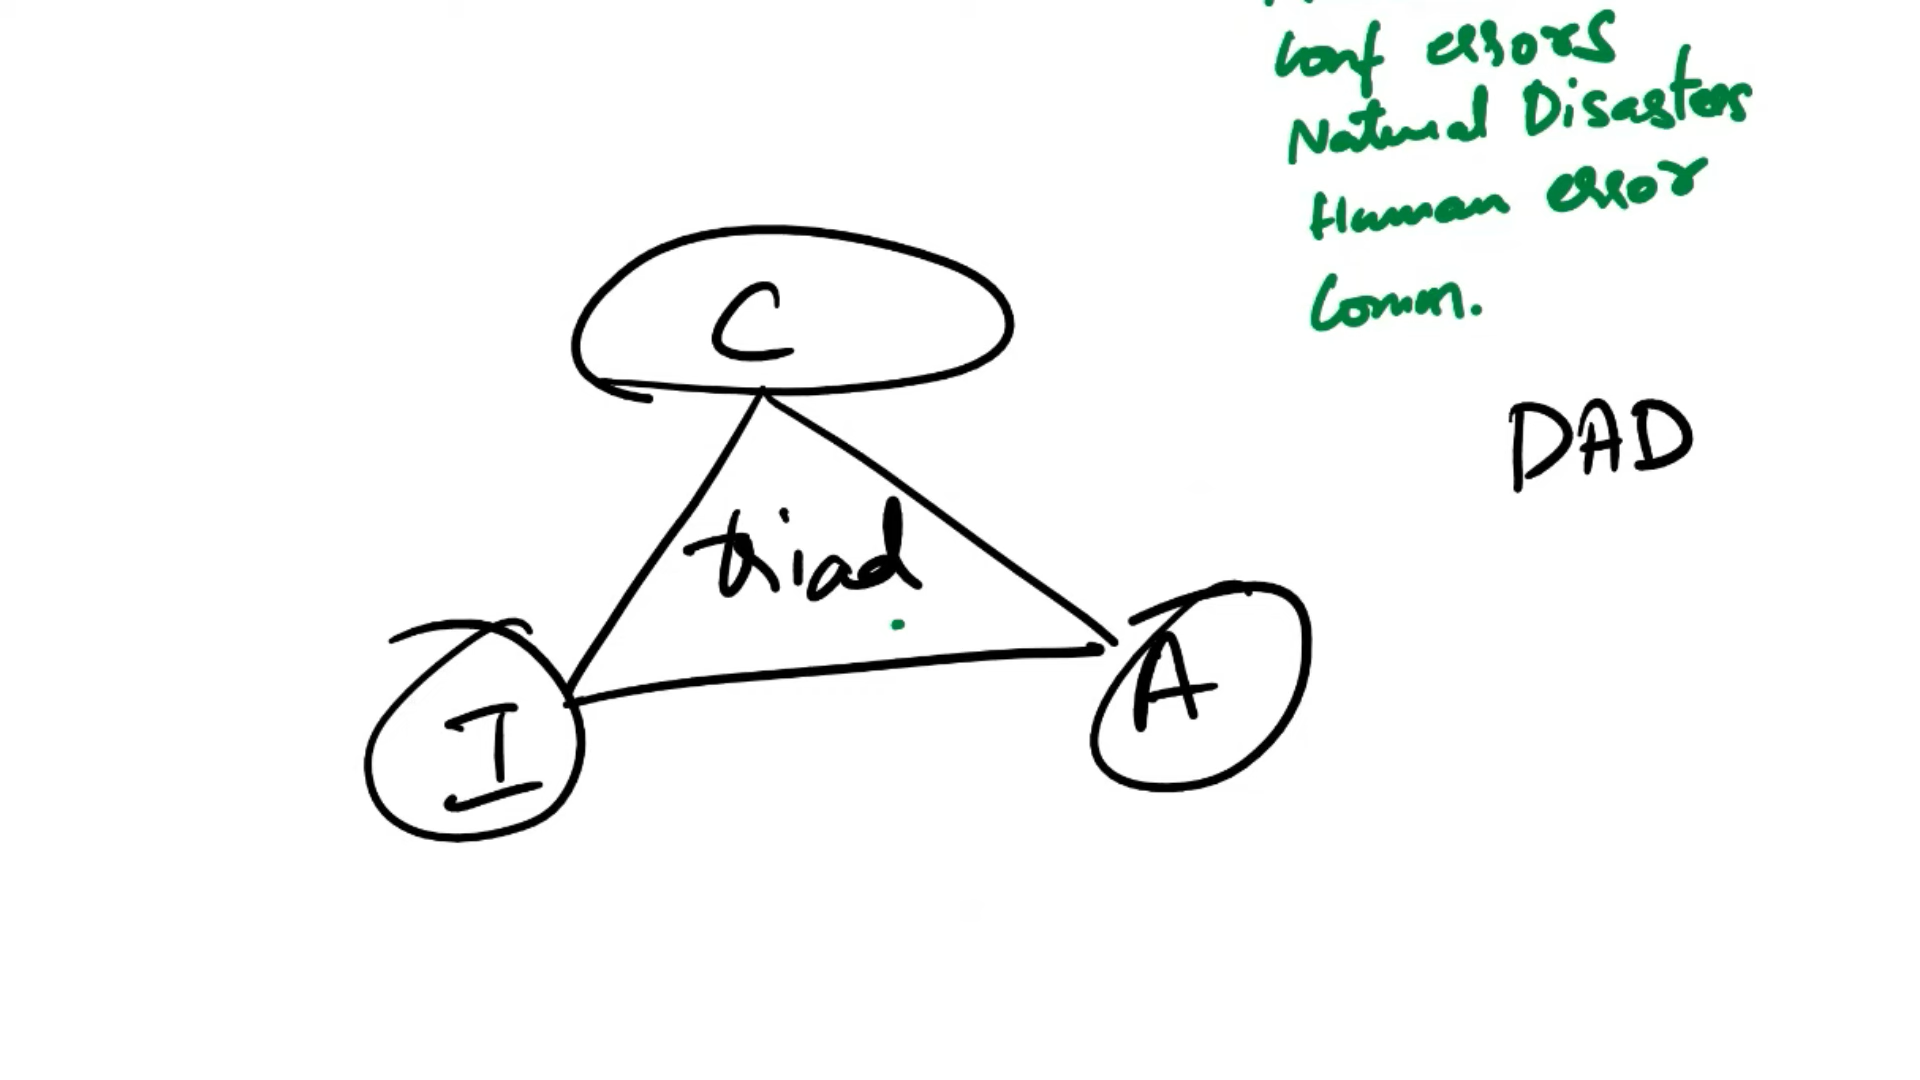 Conf errors
Natural Disasters
Human error
Comm.
C
DAD
triad
I
A